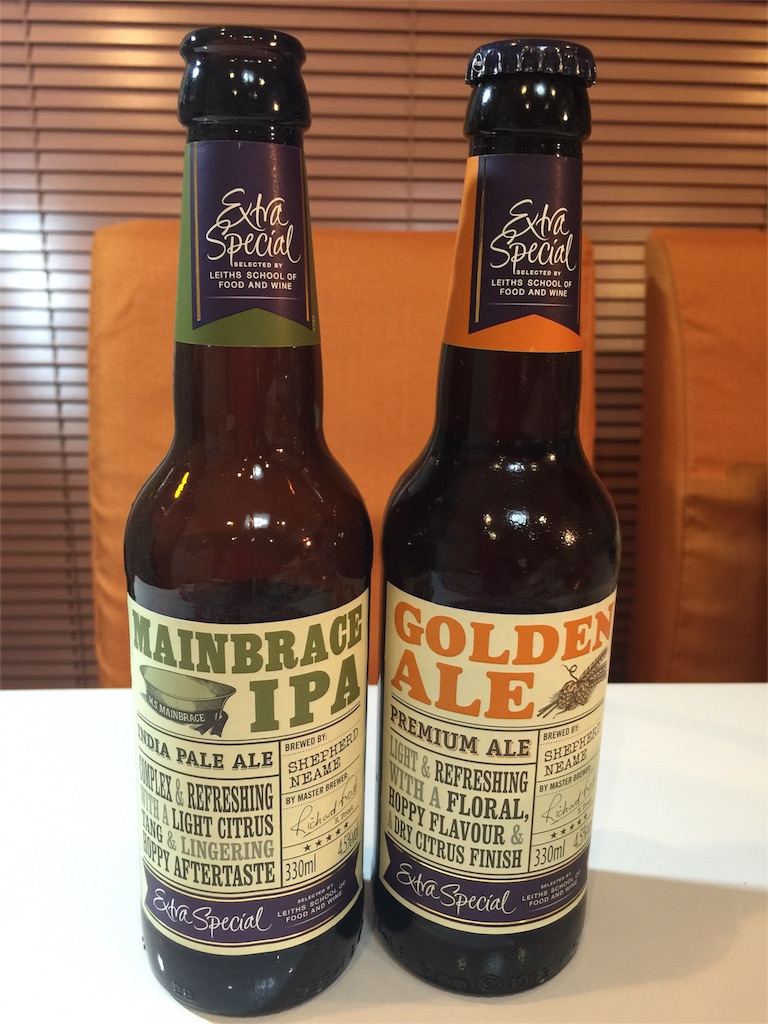 Extra
Special
SELECTED BY
LEITHS SCHOOL OF
FOOD AND WINE
MAINBRACE
IPA
M.S MAINBRACE
INDIA PALE ALE
COMPLEX & REFRESHING
WITH A LIGHT CITRUS
TANG & LINGERING
HOPPY AFTERTASTE
BREWED BY:
SHEPHERD
NEAME
BY MASTER BREWER
Richard
330ml
4.5%
Extra Special
SELECTED BY
LEITHS SCHOOL OF
FOOD AND WINE
Extra
Special
SELECTED BY
LEITHS SCHOOL OF
FOOD AND WINE
GOLDEN
ALE
PREMIUM ALE
LIGHT & REFRESHING
WITH A FLORAL,
HOPPY FLAVOUR &
A DRY CITRUS FINISH
BREWED BY:
SHEPHERD
NEAME
BY MASTER BREWER
Richard
330ml
4.5%
Extra Special
SELECTED BY
LEITHS SCHOOL OF
FOOD AND WINE